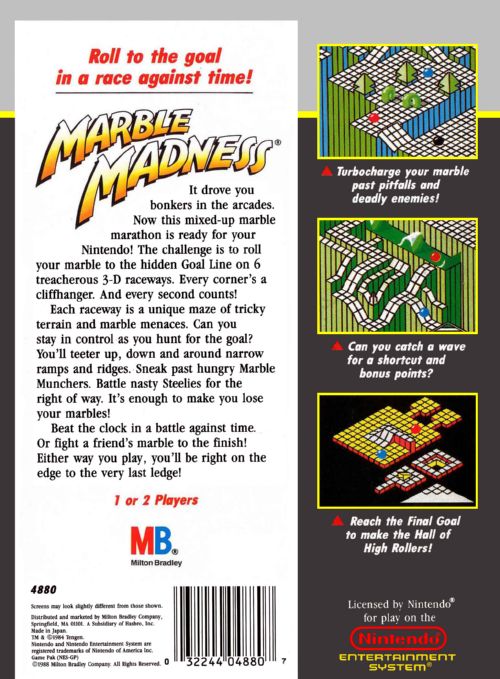 Roll to the goal
in a race against time!
MARBLE
MADNESS®
It drove you
bonkers in the arcades.
Now this mixed-up marble
marathon is ready for your
Nintendo! The challenge is to roll
your marble to the hidden Goal Line on 6
treacherous 3-D raceways. Every corner's a
cliffhanger. And every second counts!
Each raceway is a unique maze of tricky
terrain and marble menaces. Can you
stay in control as you hunt for the goal?
You'll teeter up, down and around narrow
ramps and ridges. Sneak past hungry Marble
Munchers. Battle nasty Steelies for the
right of way. It's enough to make you lose
your marbles!
Beat the clock in a battle against time.
Or fight a friend's marble to the finish!
Either way you play, you'll be right on the
edge to the very last ledge!
1 or 2 Players
MB®
Milton Bradley
4880
Screens may look slightly different from those shown.
Distributed and marketed by Milton Bradley Company,
Springfield, MA 01101. A Subsidiary of Hasbro, Inc.
Made in Japan.
TM & ©1984 Tengen.
Nintendo and Nintendo Entertainment System are
registered trademarks of Nintendo of America Inc.
Game Pak (NES-GP)
©1988 Milton Bradley Company. All Rights Reserved.
0 32244 04880 7
▲ Turbocharge your marble
past pitfalls and
deadly enemies!
▲ Can you catch a wave
for a shortcut and
bonus points?
▲ Reach the Final Goal
to make the Hall of
High Rollers!
Licensed by Nintendo®
for play on the
Nintendo
ENTERTAINMENT
SYSTEM®